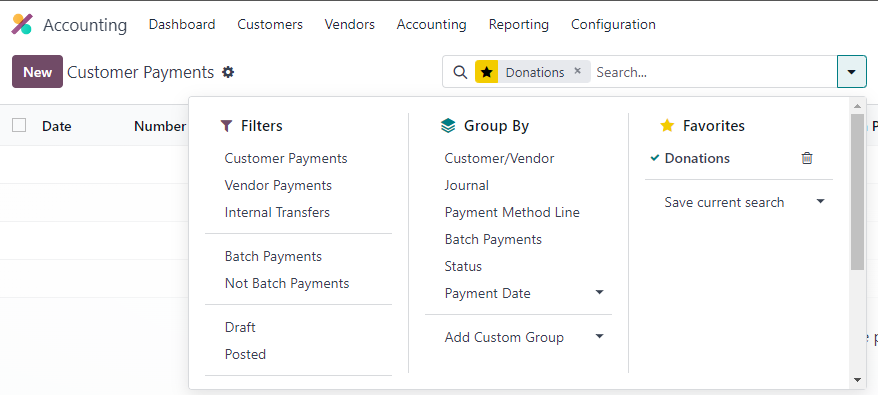 Accounting Dashboard Customers Vendors Accounting Reporting Configuration
New Customer Payments Donations × Search...
Date Number
Filters
Customer Payments
Vendor Payments
Internal Transfers
Batch Payments
Not Batch Payments
Draft
Posted
Group By
Customer/Vendor
Journal
Payment Method Line
Batch Payments
Status
Payment Date
Add Custom Group
Favorites
Donations
Save current search